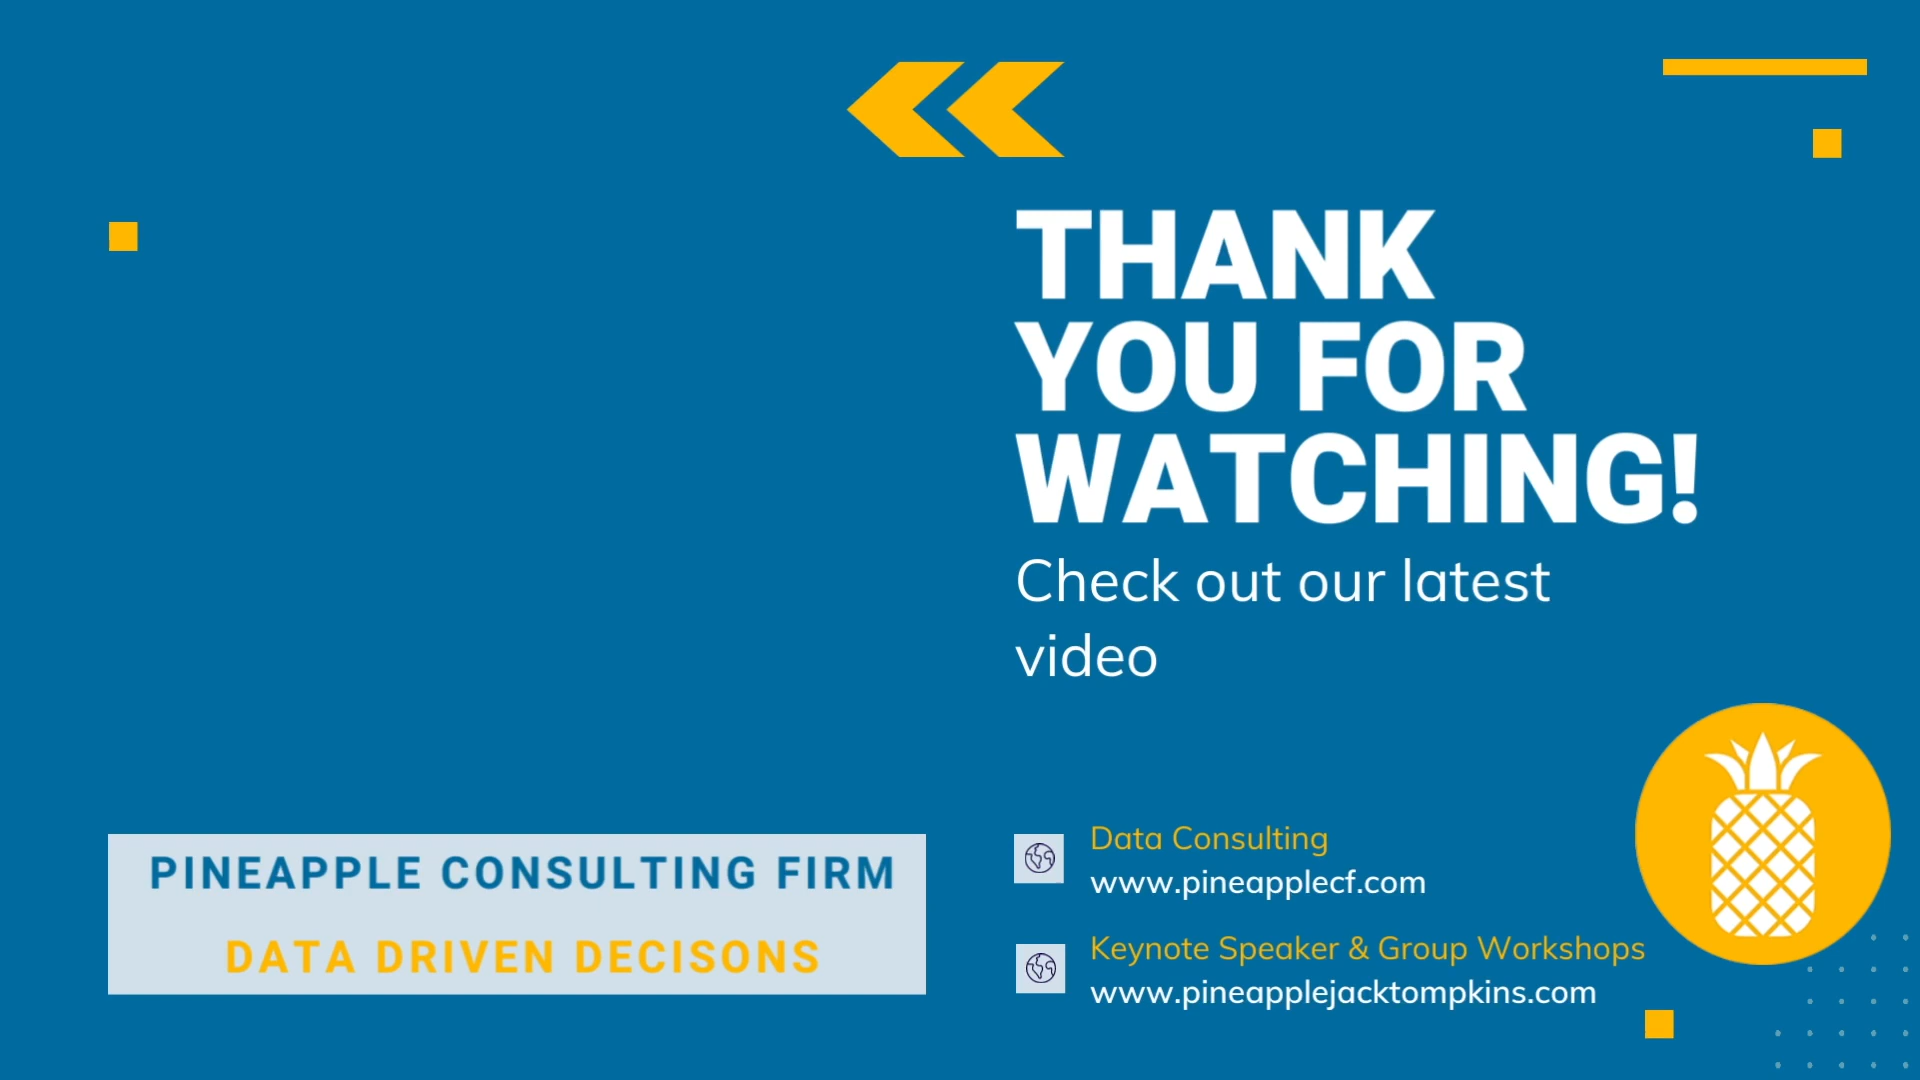 THANK
YOU FOR
WATCHING!
Check out our latest
video
PINEAPPLE CONSULTING FIRM
DATA DRIVEN DECISONS
Data Consulting
www.pineapplecf.com
Keynote Speaker & Group Workshops
www.pineapplejacktompkins.com